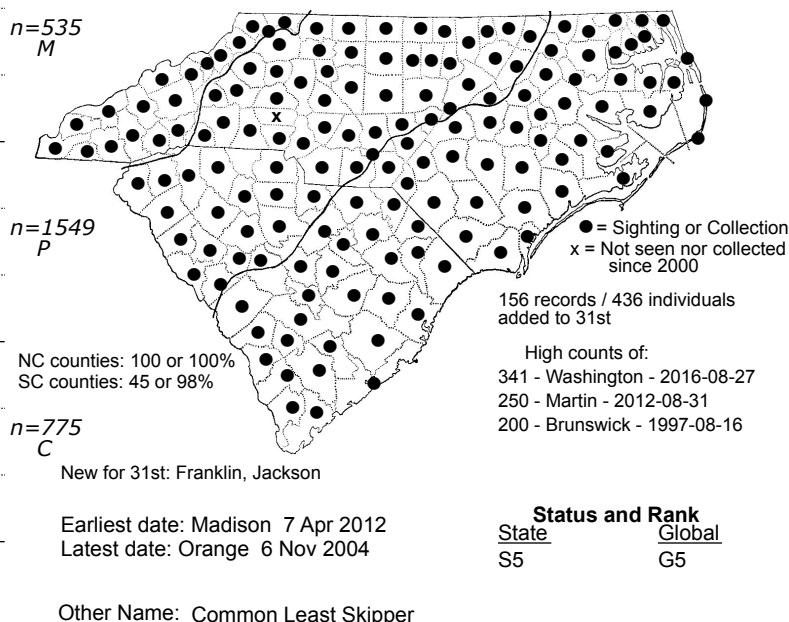 n=535
M
x
n=1549
P
● = Sighting or Collection
x = Not seen nor collected
since 2000
156 records / 436 individuals
added to 31st
High counts of:
341 - Washington - 2016-08-27
250 - Martin - 2012-08-31
200 - Brunswick - 1997-08-16
NC counties: 100 or 100%
SC counties: 45 or 98%
n=775
C
New for 31st: Franklin, Jackson
Earliest date: Madison 7 Apr 2012
Latest date: Orange 6 Nov 2004
Status and Rank
State Global
S5 G5
Other Name: Common Least Skipper